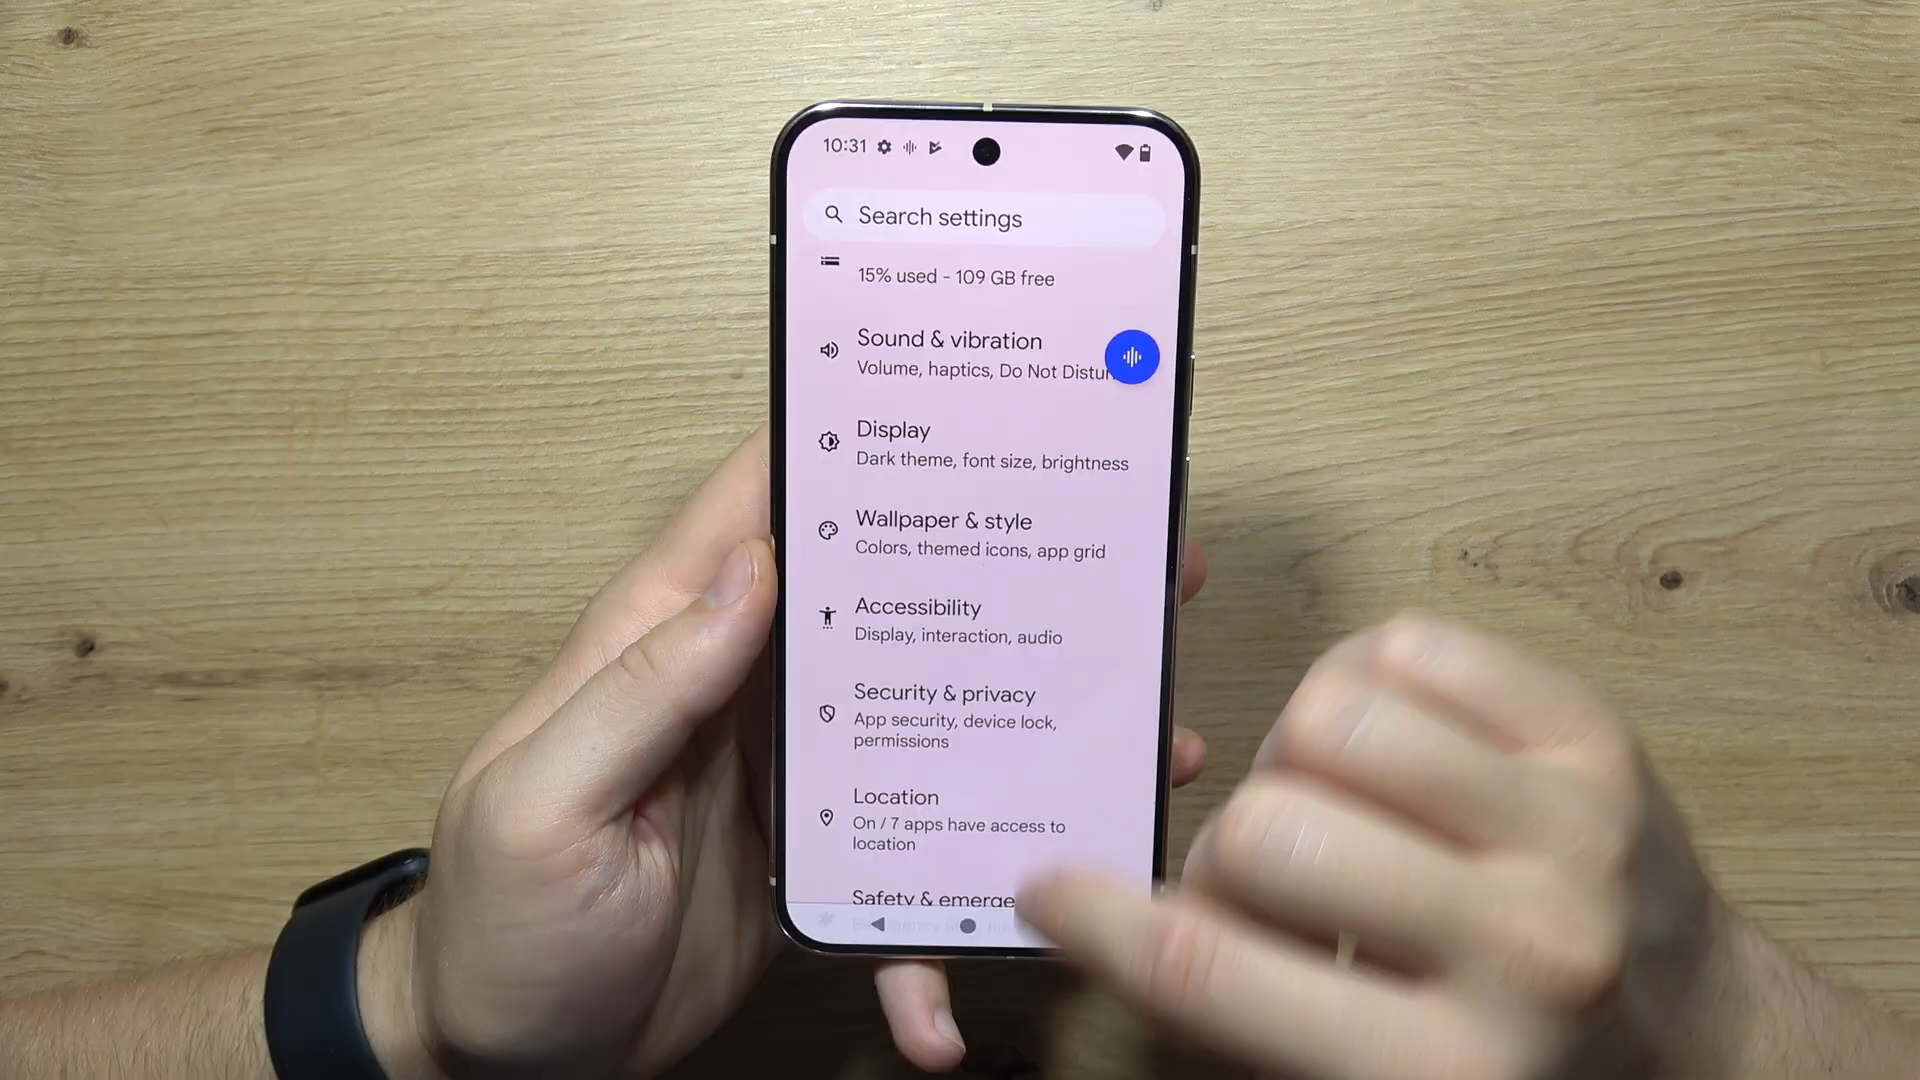 10:31
Search settings
15% used - 109 GB free
Sound & vibration
Volume, haptics, Do Not
Display
Dark theme, font size, brightness
Wallpaper & style
Colors, themed icons, app grid
Accessibility
Display, interaction, audio
Security & privacy
App security, device lock,
permissions
Location
On / 7 apps have access to
location
Safety &